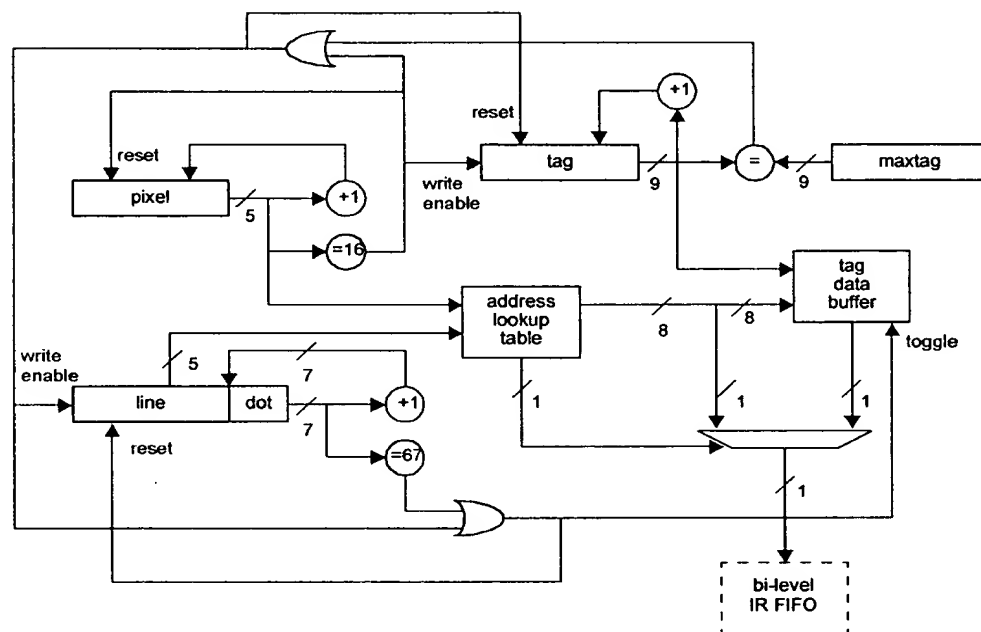 reset
+1
reset
tag
9
=
9
maxtag
write
enable
pixel
5
+1
=16
tag
data
buffer
address
lookup
table
8
8
toggle
write
enable
5
7
1
1
1
line
dot
7
+1
reset
=67
1
bi-level
IR FIFO